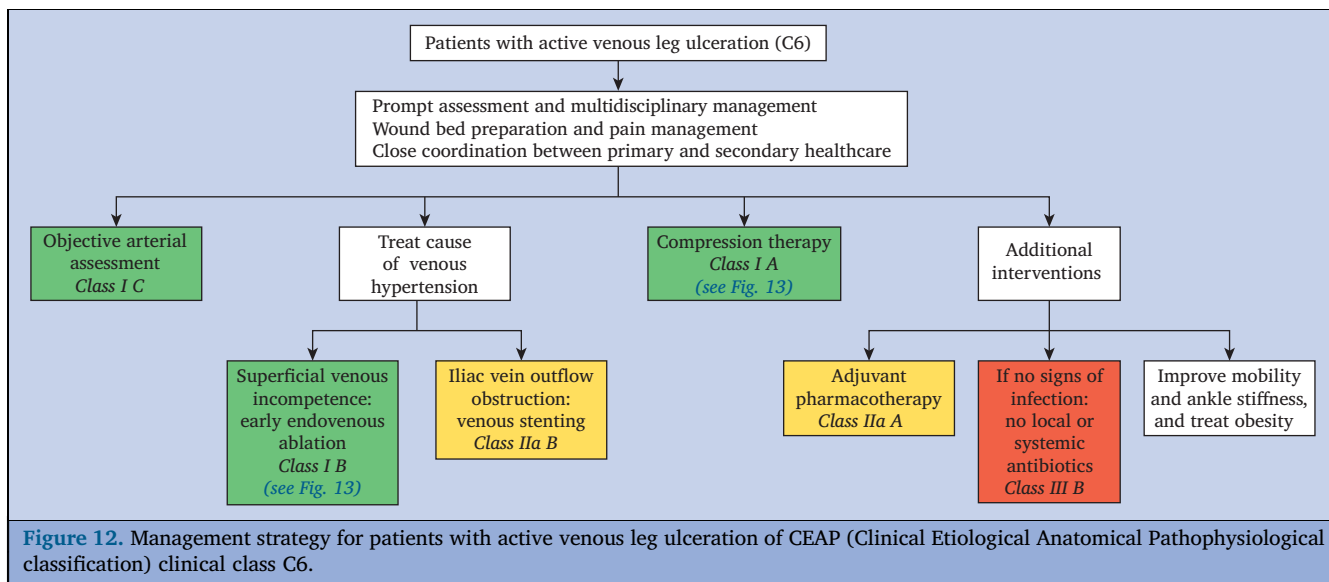 Patients with active venous leg ulceration (C6)
Prompt assessment and multidisciplinary management
Wound bed preparation and pain management
Close coordination between primary and secondary healthcare
Objective arterial
assessment
Class I C
Treat cause
of venous
hypertension
Compression therapy
Class I A
(see Fig. 13)
Additional
interventions
Superficial venous
incompetence:
early endovenous
ablation
Class I B
(see Fig. 13)
Iliac vein outflow
obstruction:
venous stenting
Class IIa B
Adjuvant
pharmacotherapy
Class IIa A
If no signs of
infection:
no local or
systemic
antibiotics
Class III B
Improve mobility
and ankle stiffness,
and treat obesity
Figure 12. Management strategy for patients with active venous leg ulceration of CEAP (Clinical Etiological Anatomical Pathophysiological
classification) clinical class C6.